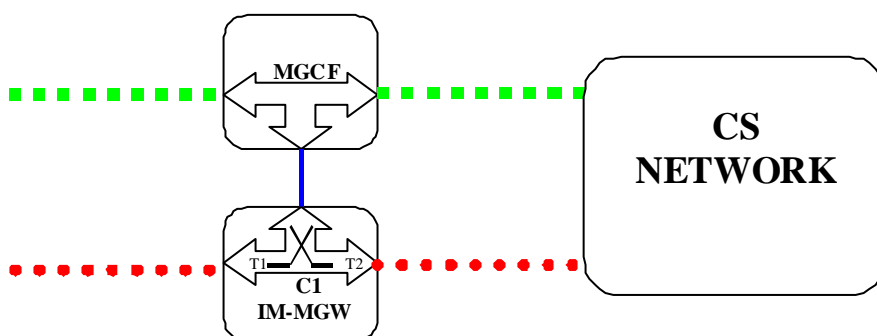 MGCF
CS
NETWORK
T1 T2
C1
IM-MGW